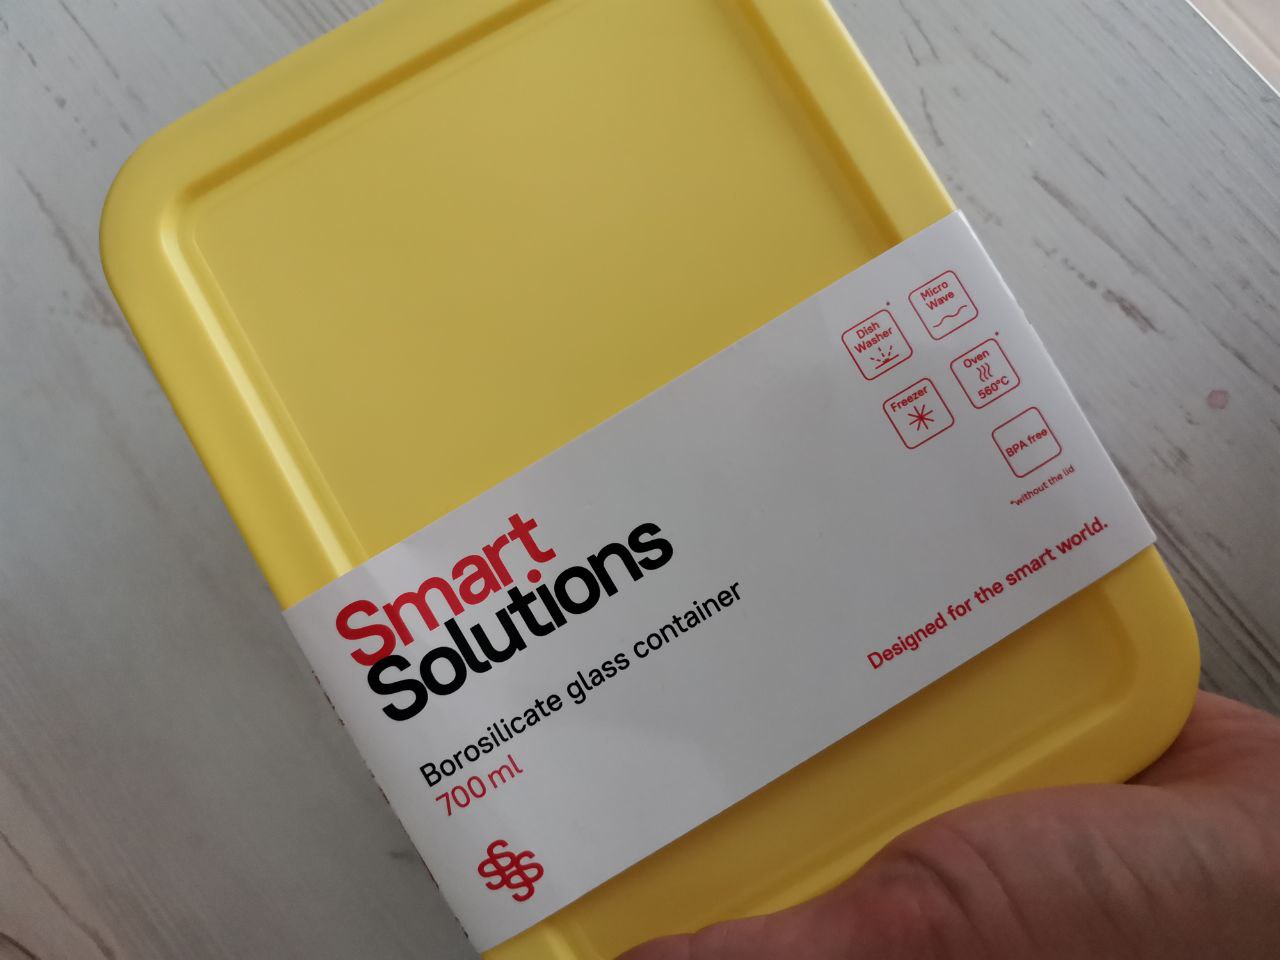 Smart
Solutions
Borosilicate glass container
700 ml
Dish
Washer
*
Micro
Wave
Freezer
Oven
560°C
*
BPA free
*without the lid
Designed for the smart world.
SSS